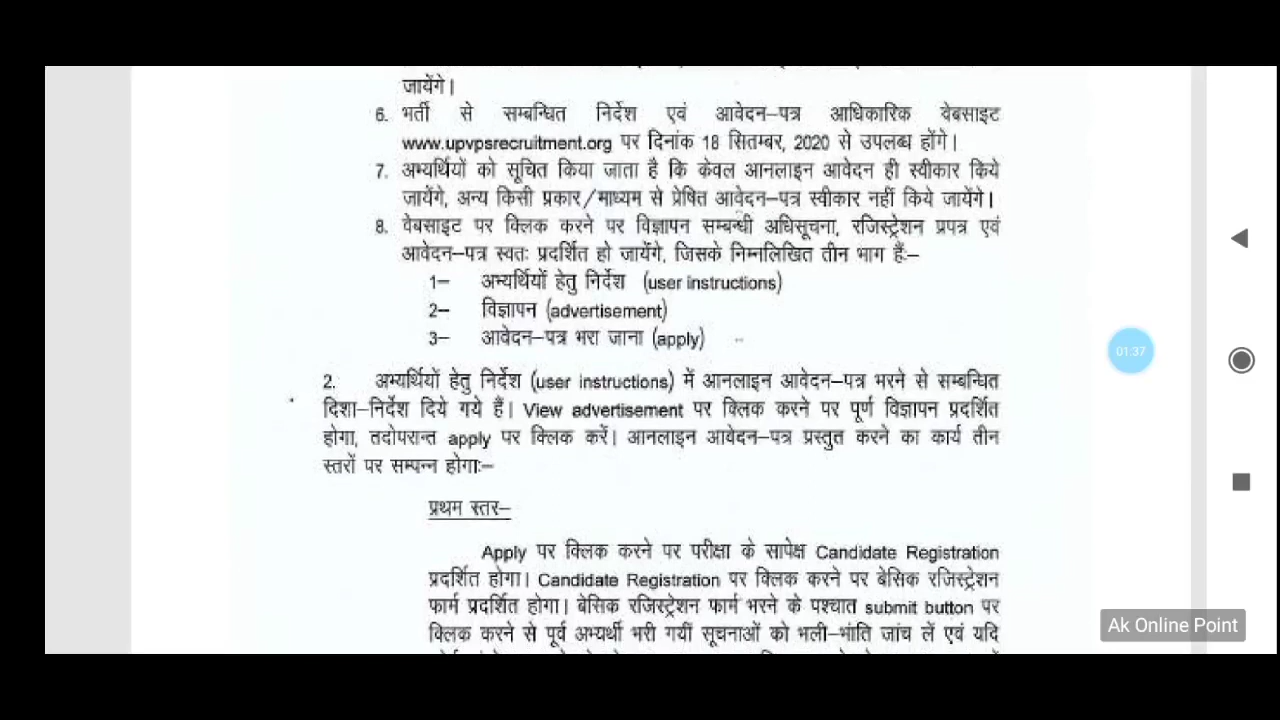 जायेंगे।
6. भर्ती से सम्बन्धित निर्देश एवं आवेदन–पत्र आधिकारिक वेबसाइट
www.upvpsrecruitment.org पर दिनांक 18 सितम्बर, 2020 से उपलब्ध होंगे।
7. अभ्यर्थियों को सूचित किया जाता है कि केवल आनलाइन आवेदन ही स्वीकार किये
जायेंगे, अन्य किसी प्रकार/माध्यम से प्रेषित आवेदन–पत्र स्वीकार नहीं किये जायेंगे।
8. वेबसाइट पर क्लिक करने पर विज्ञापन सम्बन्धी अधिसूचना, रजिस्ट्रेशन प्रपत्र एवं
आवेदन–पत्र स्वतः प्रदर्शित हो जायेंगे, जिसके निम्नलिखित तीन भाग हैंः–
1– अभ्यर्थियों हेतु निर्देश (user instructions)
2– विज्ञापन (advertisement)
3– आवेदन–पत्र भरा जाना (apply)
01:37
2. अभ्यर्थियों हेतु निर्देश (user instructions) में आनलाइन आवेदन–पत्र भरने से सम्बन्धित
दिशा–निर्देश दिये गये हैं। View advertisement पर क्लिक करने पर पूर्ण विज्ञापन प्रदर्शित
होगा, तदोपरान्त apply पर क्लिक करें। आनलाइन आवेदन–पत्र प्रस्तुत करने का कार्य तीन
स्तरों पर सम्पन्न होगाः–
प्रथम स्तर–
Apply पर क्लिक करने पर परीक्षा के सापेक्ष Candidate Registration
प्रदर्शित होगा। Candidate Registration पर क्लिक करने पर बेसिक रजिस्ट्रेशन
फार्म प्रदर्शित होगा। बेसिक रजिस्ट्रेशन फार्म भरने के पश्चात submit button पर
क्लिक करने से पूर्व अभ्यर्थी भरी गयीं सूचनाओं को भली–भांति जांच लें एवं यदि
Ak Online Point